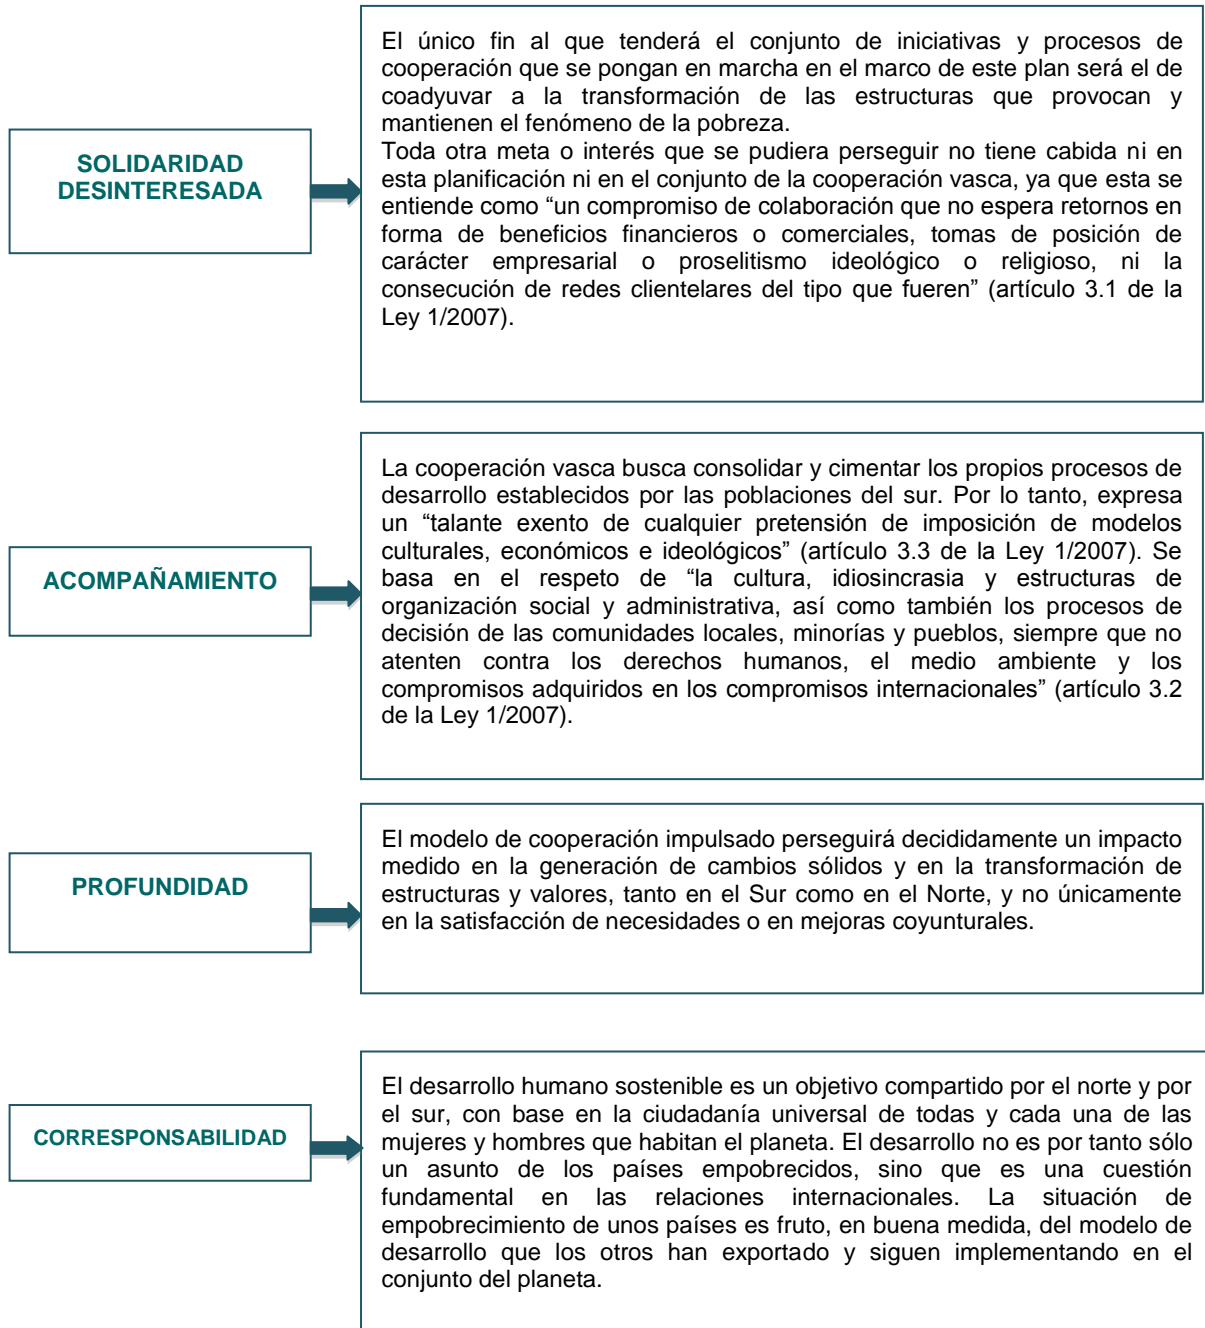 El único fin al que tenderá el conjunto de iniciativas y procesos de
cooperación que se pongan en marcha en el marco de este plan será el de
coadyuvar a la transformación de las estructuras que provocan y
mantienen el fenómeno de la pobreza.
SOLIDARIDAD
DESINTERESADA
Toda otra meta o interés que se pudiera perseguir no tiene cabida ni en
esta planificación ni en el conjunto de la cooperación vasca, ya que esta se
entiende como “un compromiso de colaboración que no espera retornos en
forma de beneficios financieros o comerciales, tomas de posición de
carácter empresarial o proselitismo ideológico o religioso, ni la
consecución de redes clientelares del tipo que fueren” (artículo 3.1 de la
Ley 1/2007).
ACOMPAÑAMIENTO
La cooperación vasca busca consolidar y cimentar los propios procesos de
desarrollo establecidos por las poblaciones del sur. Por lo tanto, expresa
un “talante exento de cualquier pretensión de imposición de modelos
culturales, económicos e ideológicos” (artículo 3.3 de la Ley 1/2007). Se
basa en el respeto de “la cultura, idiosincrasia y estructuras de
organización social y administrativa, así como también los procesos de
decisión de las comunidades locales, minorías y pueblos, siempre que no
atenten contra los derechos humanos, el medio ambiente y los
compromisos adquiridos en los compromisos internacionales” (artículo 3.2
de la Ley 1/2007).
PROFUNDIDAD
El modelo de cooperación impulsado perseguirá decididamente un impacto
medido en la generación de cambios sólidos y en la transformación de
estructuras y valores, tanto en el Sur como en el Norte, y no únicamente
en la satisfacción de necesidades o en mejoras coyunturales.
CORRESPONSABILIDAD
El desarrollo humano sostenible es un objetivo compartido por el norte y por
el sur, con base en la ciudadanía universal de todas y cada una de las
mujeres y hombres que habitan el planeta. El desarrollo no es por tanto sólo
un asunto de los países empobrecidos, sino que es una cuestión
fundamental en las relaciones internacionales. La situación de
empobrecimiento de unos países es fruto, en buena medida, del modelo de
desarrollo que los otros han exportado y siguen implementando en el
conjunto del planeta.